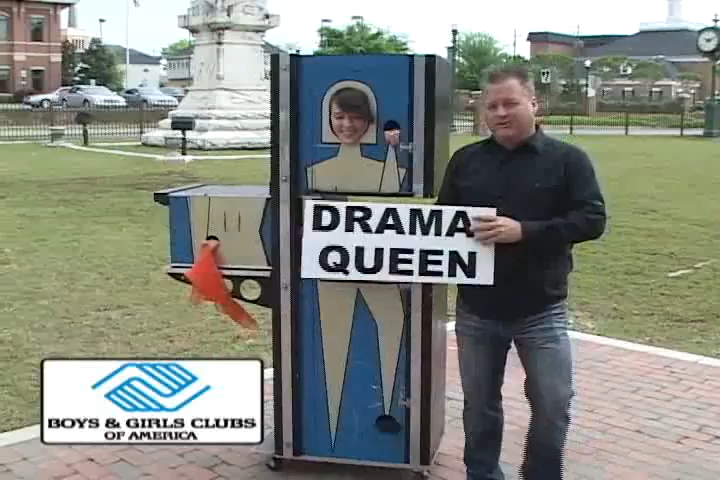 DRAMA
QUEEN
BOYS & GIRLS CLUBS
OF AMERICA